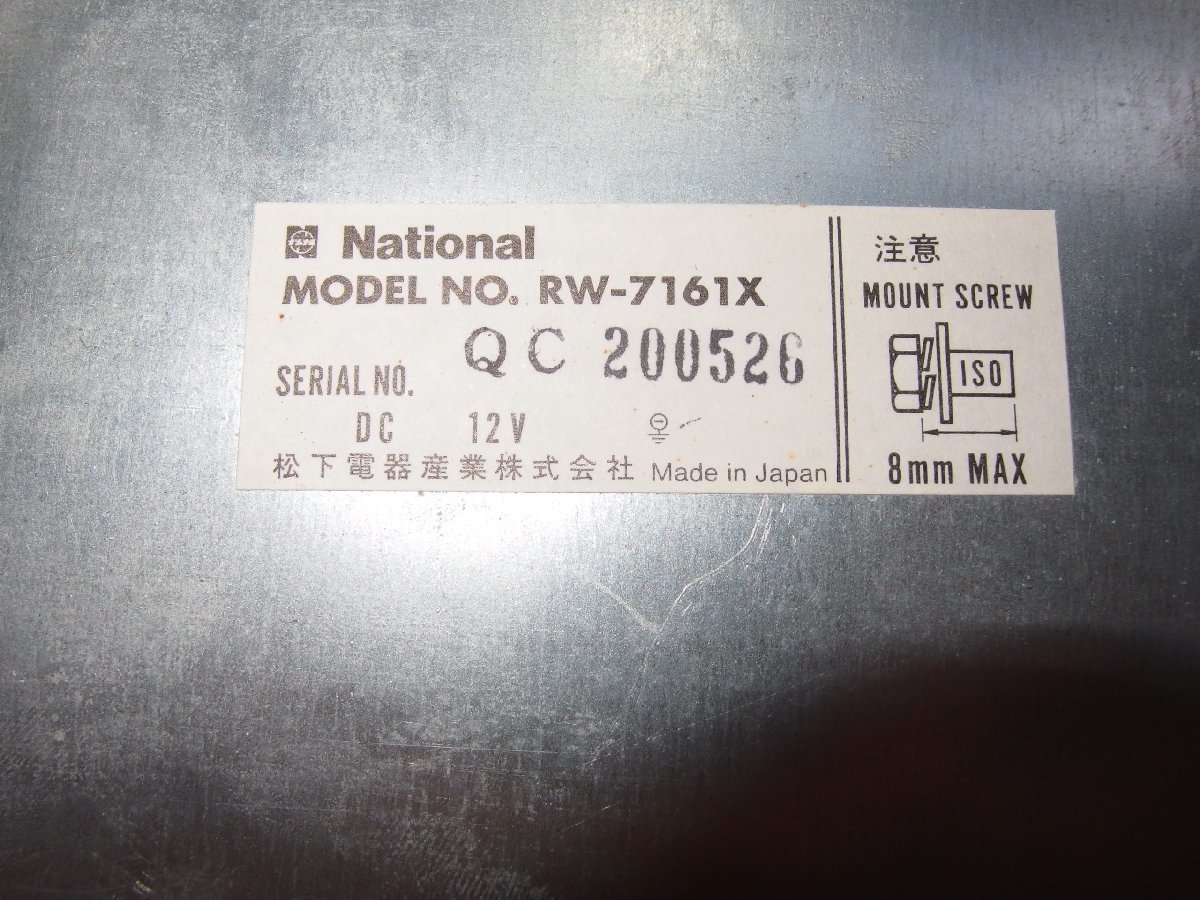 National
MODEL NO. RW-7161X
SERIAL NO. QC 200526
DC 12V
松下電器産業株式会社 Made in Japan
注意
MOUNT SCREW
ISO
8mm MAX